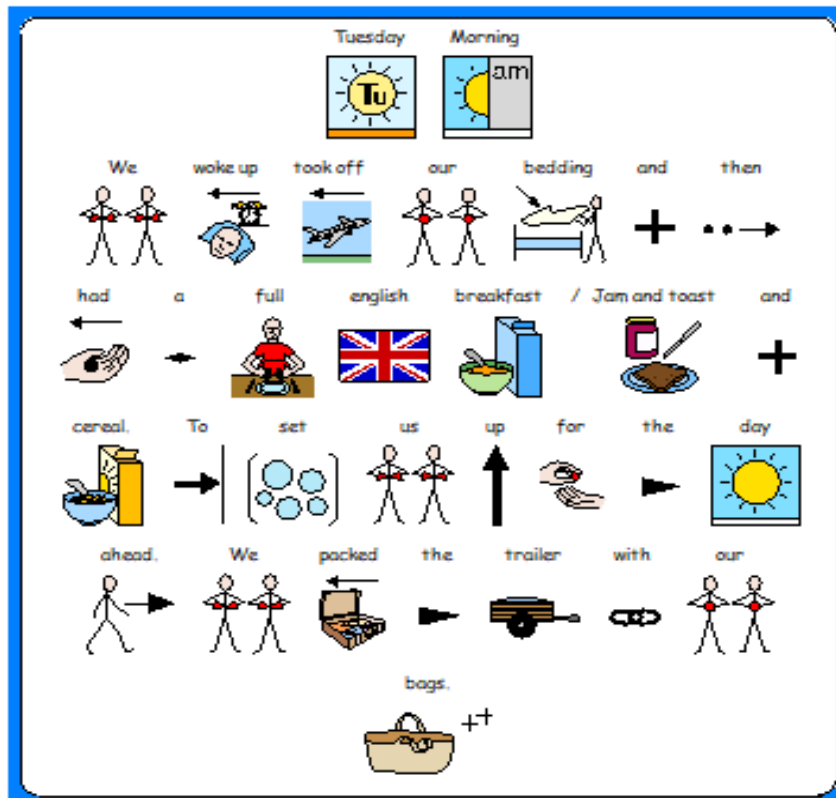 Tuesday Morning
Tu am
We woke up took off our bedding and then
had a full english breakfast / Jam and toast and
cereal. To set us up for the day
ahead. We packed the trailer with our
bags.